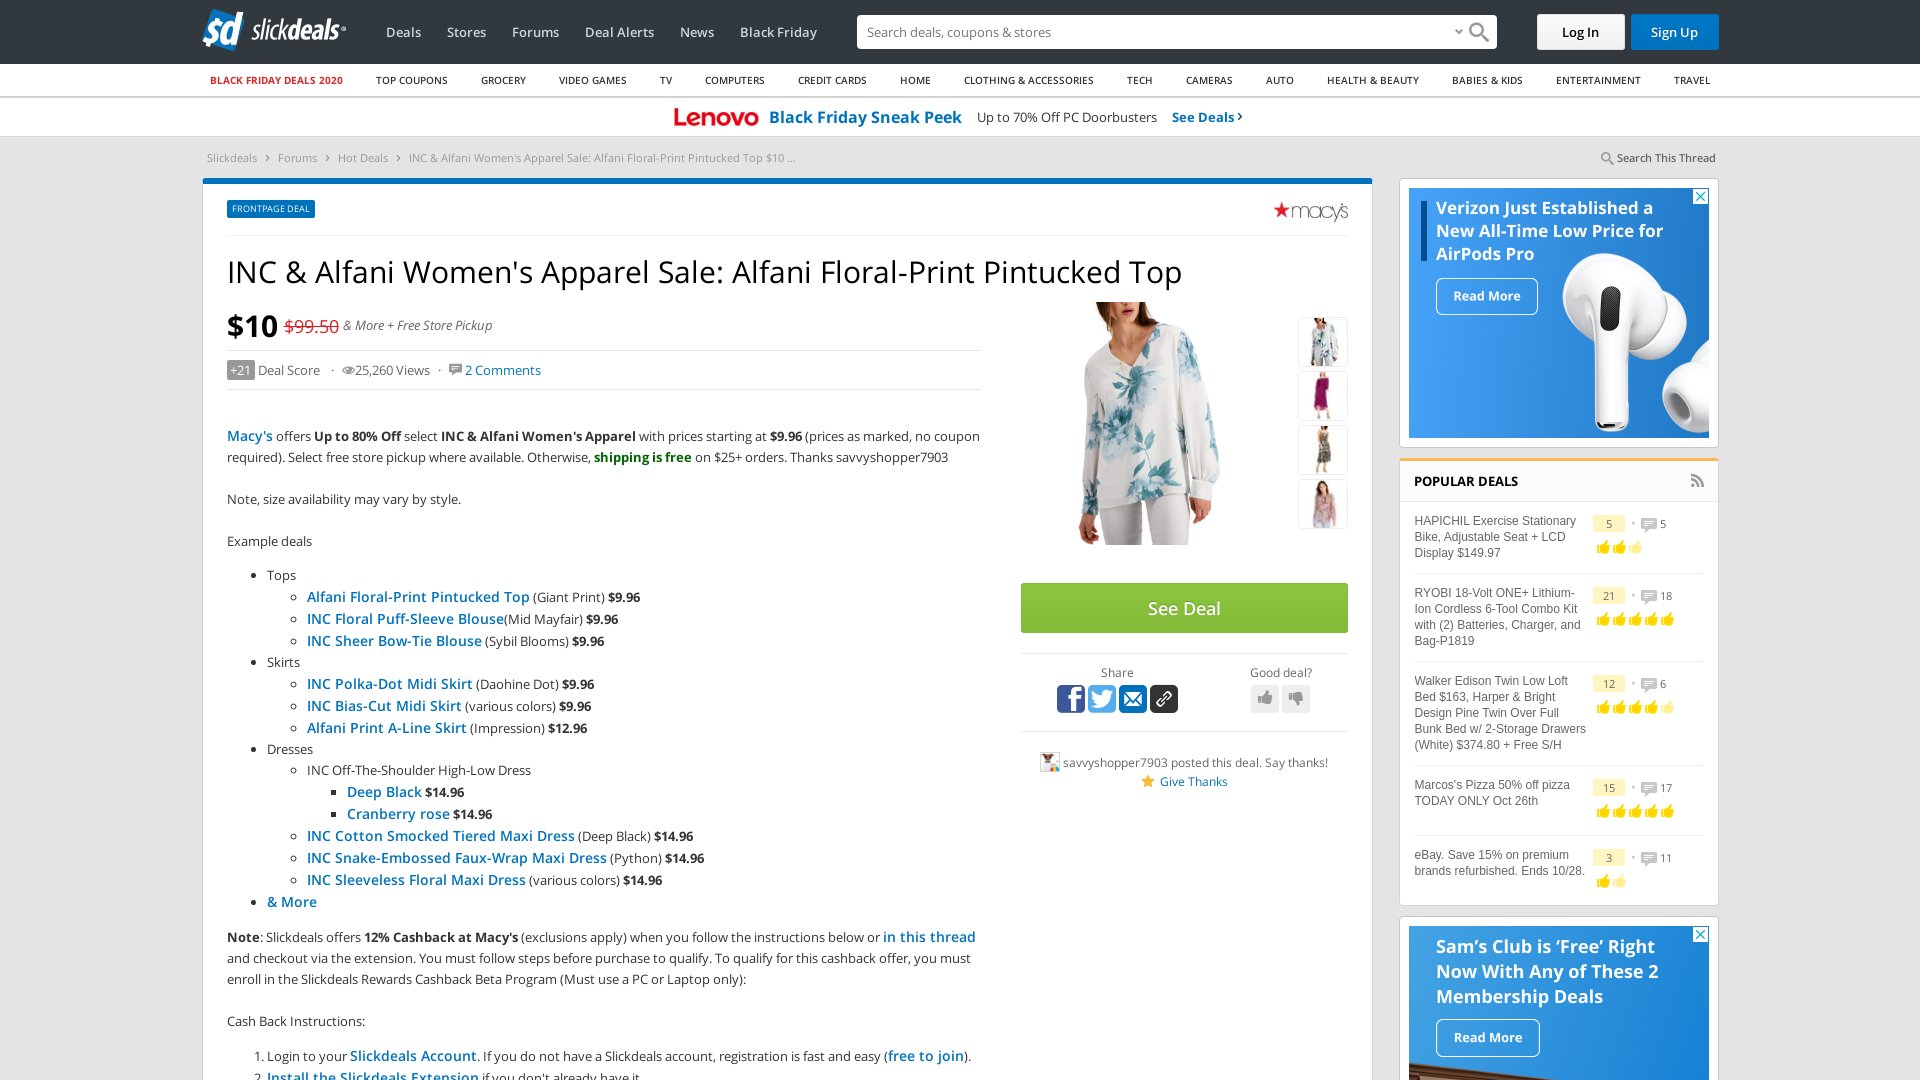 sd slickdeals
Deals Stores Forums Deal Alerts News Black Friday
Search deals, coupons & shops
Log In Sign Up
BLACK FRIDAY DEALS 2020 TOP COUPONS GROCERY VIDEO GAMES TV COMPUTERS CREDIT CARDS HOME CLOTHING & ACCESSORIES TECH CAMERAS AUTO HEALTH & BEAUTY BABIES & KIDS ENTERTAINMENT TRAVEL
Lenovo Black Friday Sneak Peek Up to 70% Off PC Doorbusters See Deals ›
Slickdeals › Forums › Hot Deals › INC & Alfani Women's Apparel Sale: Alfani Floral-Print Pintucked Top $10 ...
Search This Thread
FRONTPAGE DEAL
★macy's
INC & Alfani Women's Apparel Sale: Alfani Floral-Print Pintucked Top
$10 $99.50 & More + Free Store Pickup
+21 Deal Score · 25,260 Views · 2 Comments
Macy's offers Up to 80% Off select INC & Alfani Women's Apparel with prices starting at $9.96 (prices as marked, no coupon
required). Select free store pickup where available. Otherwise, shipping is free on $25+ orders. Thanks savvyshopper7903
Note, size availability may vary by style.
Example deals
• Tops
Alfani Floral-Print Pintucked Top (Giant Print) $9.96
INC Floral Puff-Sleeve Blouse(Mid Mayfair) $9.96
INC Sheer Bow-Tie Blouse (Sybil Blooms) $9.96
• Skirts
INC Polka-Dot Midi Skirt (Daohine Dot) $9.96
INC Bias-Cut Midi Skirt (various colors) $9.96
Alfani Print A-Line Skirt (Impression) $12.96
• Dresses
INC Off-The-Shoulder High-Low Dress
Deep Black $14.96
Cranberry rose $14.96
INC Cotton Smocked Tiered Maxi Dress (Deep Black) $14.96
INC Snake-Embossed Faux-Wrap Maxi Dress (Python) $14.96
INC Sleeveless Floral Maxi Dress (various colors) $14.96
• & More
Note: Slickdeals offers 12% Cashback at Macy's (exclusions apply) when you follow the instructions below or in this thread
and checkout via the extension. You must follow steps before purchase to qualify. To qualify for this cashback offer, you must
enroll in the Slickdeals Rewards Cashback Beta Program (Must use a PC or Laptop only):
Cash Back Instructions:
1. Login to your Slickdeals Account. If you do not have a Slickdeals account, registration is fast and easy (free to join).
2. Install the Slickdeals Extension if you don't already have it.
See Deal
Share Good deal?
savvyshopper7903 posted this deal. Say thanks!
Give Thanks
Verizon Just Established a
New All-Time Low Price for
AirPods Pro
Read More
POPULAR DEALS
HAPICHIL Exercise Stationary
Bike, Adjustable Seat + LCD
Display $149.97
5 • 5
RYOBI 18-Volt ONE+ Lithium-
Ion Cordless 6-Tool Combo Kit
with (2) Batteries, Charger, and
Bag-P1819
21 • 18
Walker Edison Twin Low Loft
Bed $163, Harper & Bright
Design Pine Twin Over Full
Bunk Bed w/ 2-Storage Drawers
(White) $374.80 + Free S/H
12 • 6
Marcos's Pizza 50% off pizza
TODAY ONLY Oct 26th
15 • 17
eBay. Save 15% on premium
brands refurbished. Ends 10/28.
3 • 11
Sam's Club is 'Free' Right
Now With Any of These 2
Membership Deals
Read More